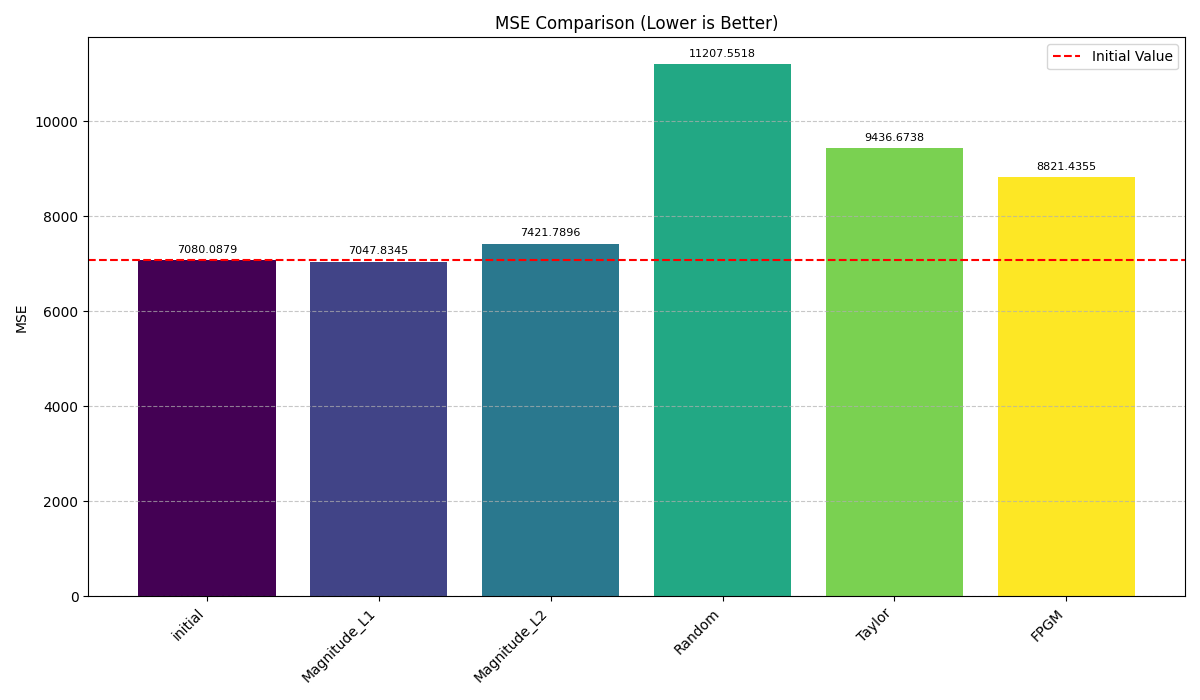 MSE Comparison (Lower is Better)
Initial Value
11207.5518
9436.6738
8821.4355
7421.7896
7080.0879
7047.8345
MSE
10000
8000
6000
4000
2000
0
initial
Magnitude_L1
Magnitude_L2
Random
Taylor
FPGM